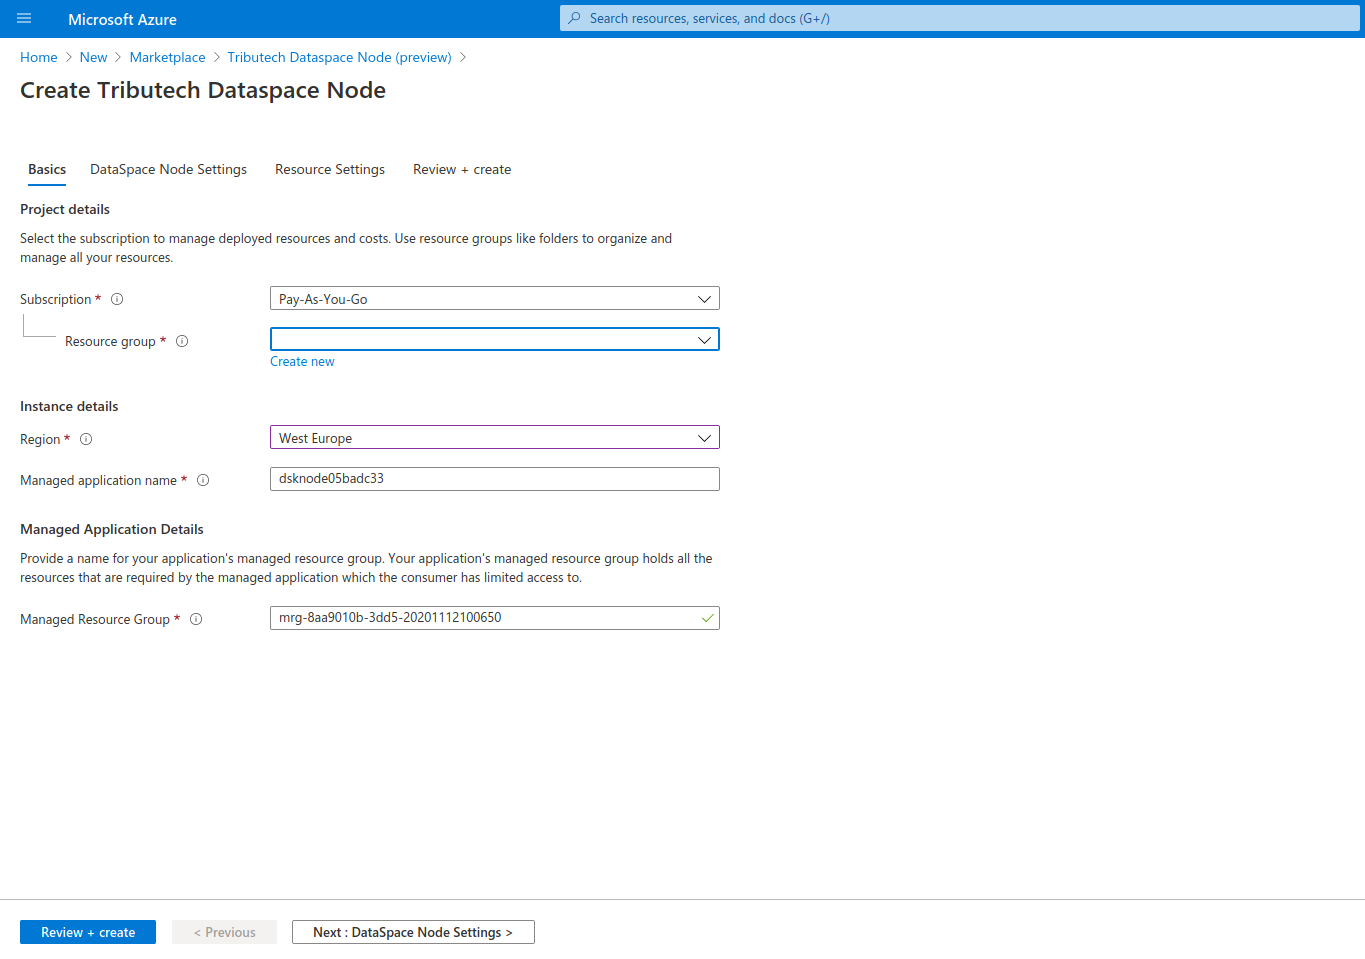 Microsoft Azure
Search resources, services, and docs (G+/)
Home > New > Marketplace > Tributech Dataspace Node (preview) >
Create Tributech Dataspace Node
Basics DataSpace Node Settings Resource Settings Review + create
Project details
Select the subscription to manage deployed resources and costs. Use resource groups like folders to organize and
manage all your resources.
Subscription * Pay-As-You-Go
Resource group *
Create new
Instance details
Region * West Europe
Managed application name * dsknode05badc33
Managed Application Details
Provide a name for your application's managed resource group. Your application's managed resource group holds all the
resources that are required by the managed application which the consumer has limited access to.
Managed Resource Group * mrg-8aa9010b-3dd5-20201112100650
Review + create < Previous Next : DataSpace Node Settings >